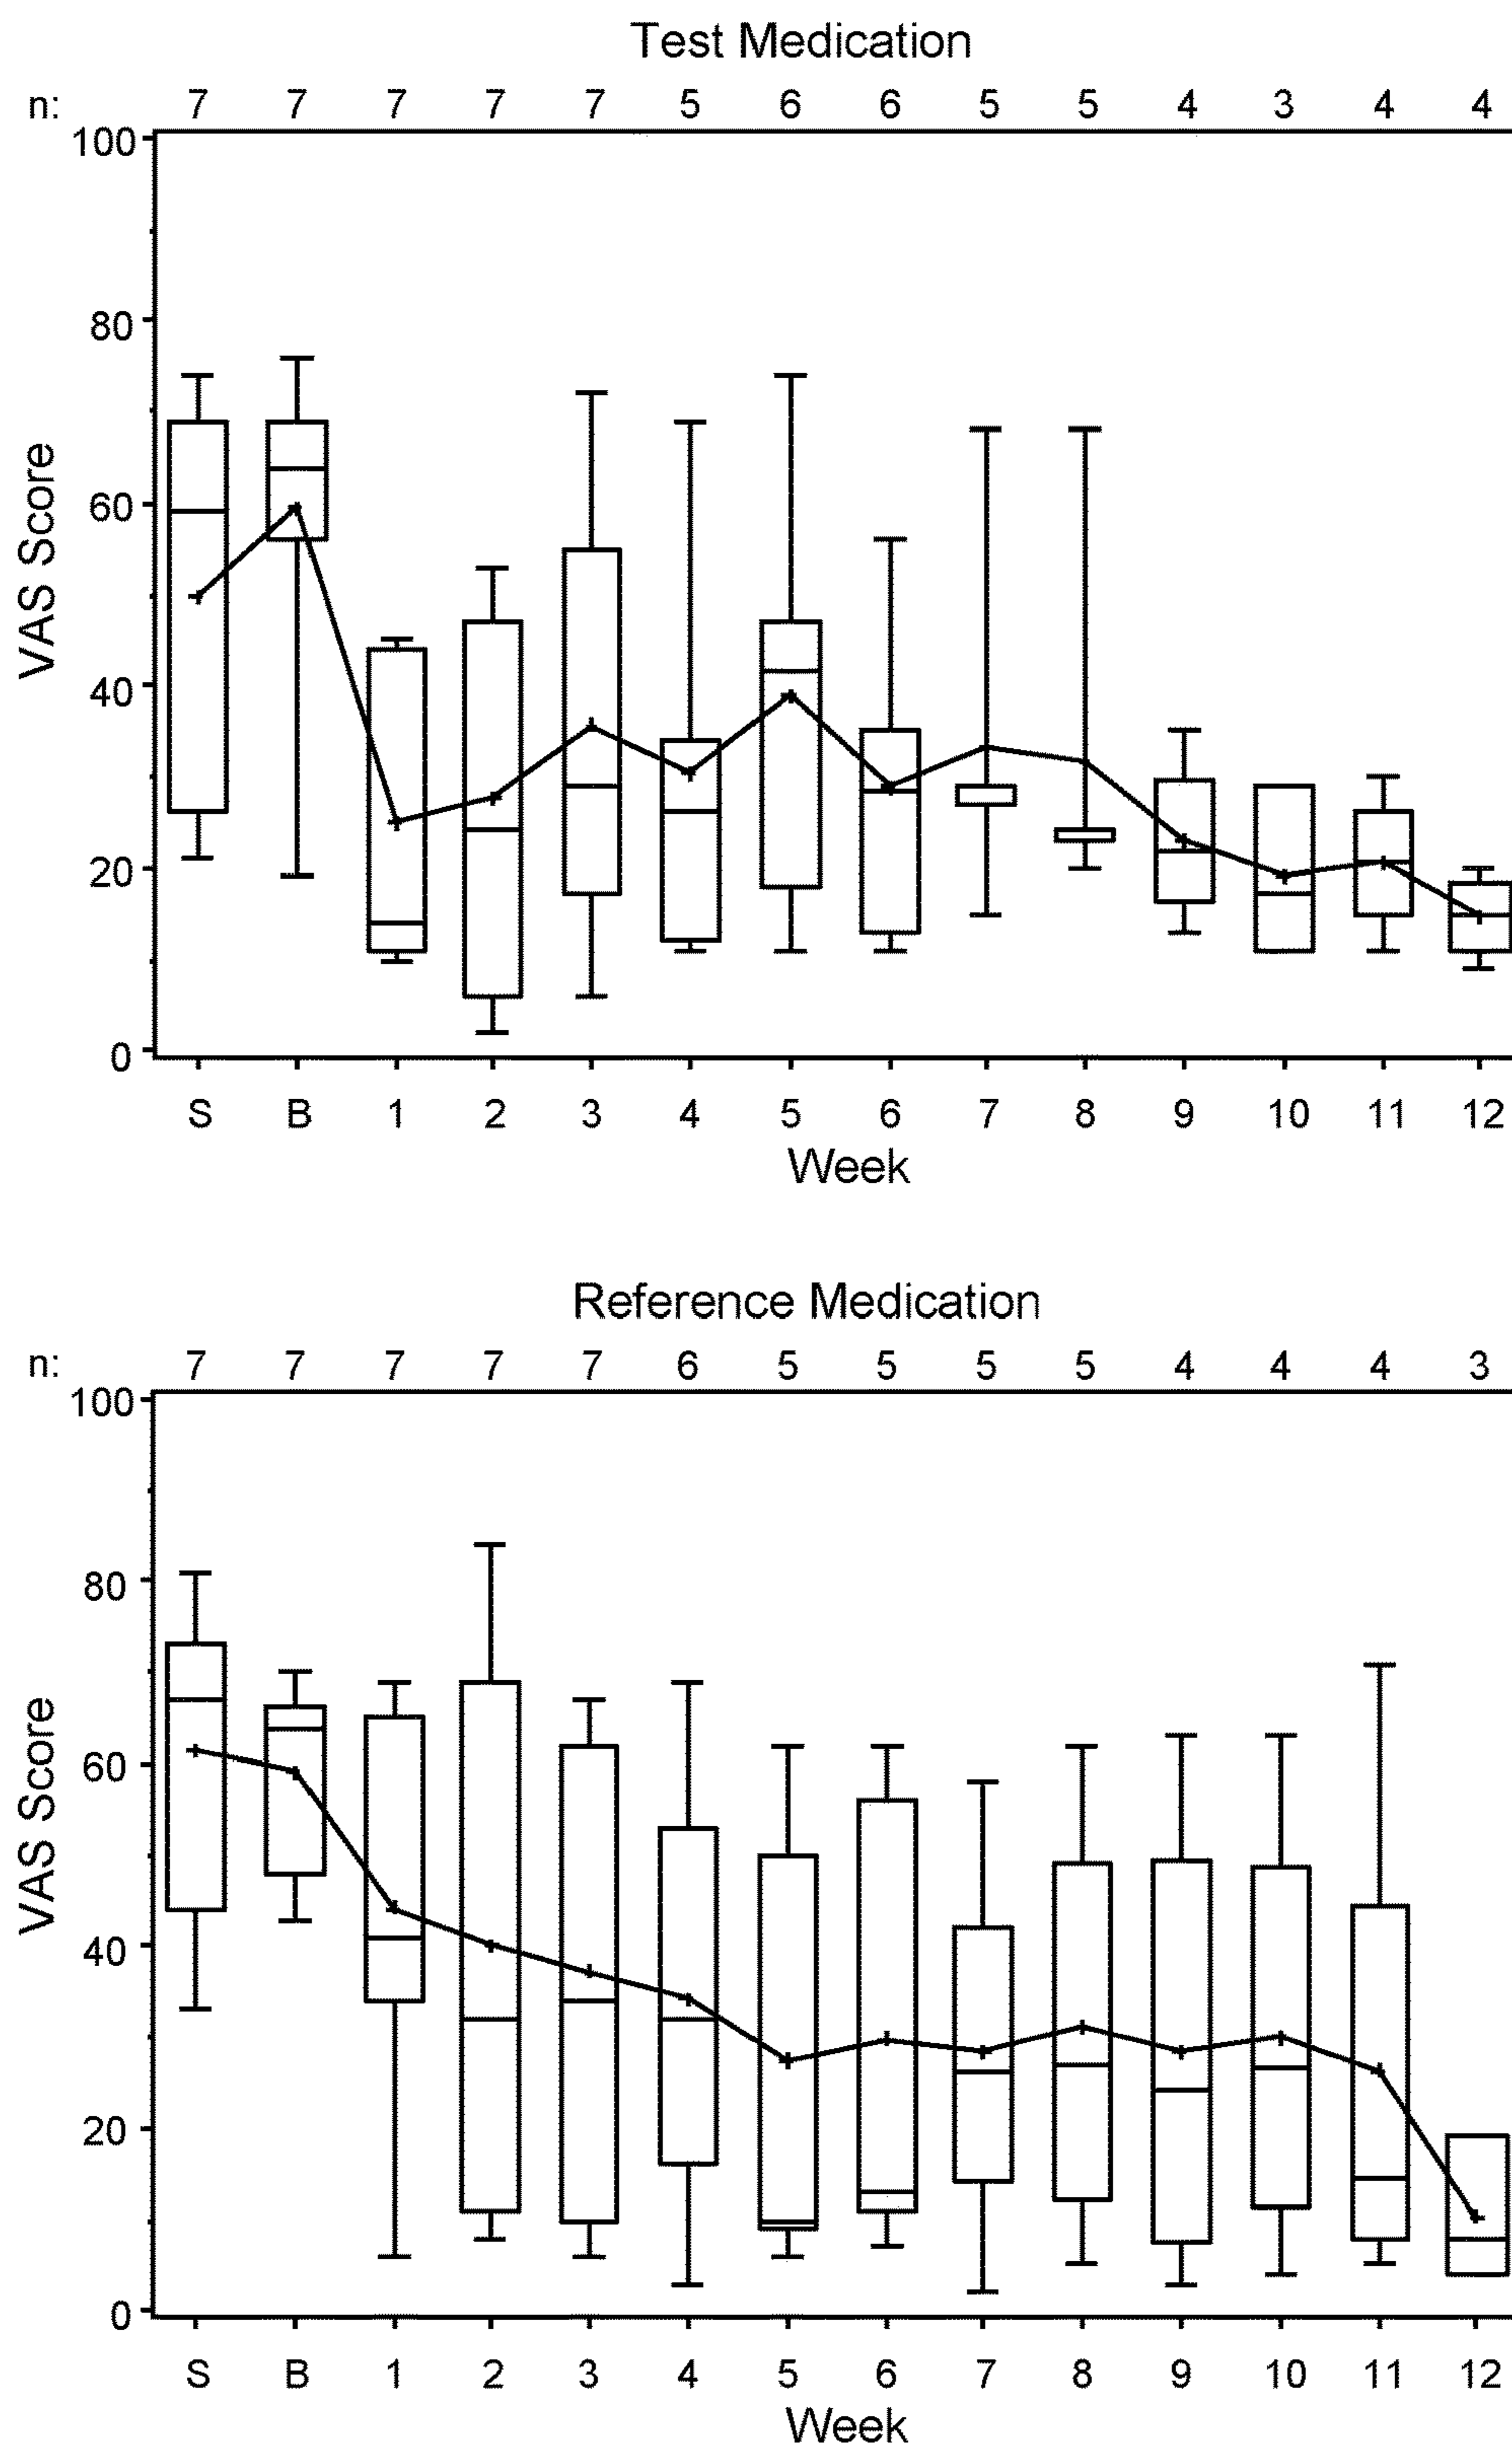 Test Medication
n: 7 7 7 7 7 5 6 6 5 5 4 3 4 4
100
80
60
40
20
0
VAS Score
S B 1 2 3 4 5 6 7 8 9 10 11 12
Week
Reference Medication
n: 7 7 7 7 7 6 5 5 5 5 4 4 4 3
100
80
60
40
20
0
VAS Score
S B 1 2 3 4 5 6 7 8 9 10 11 12
Week